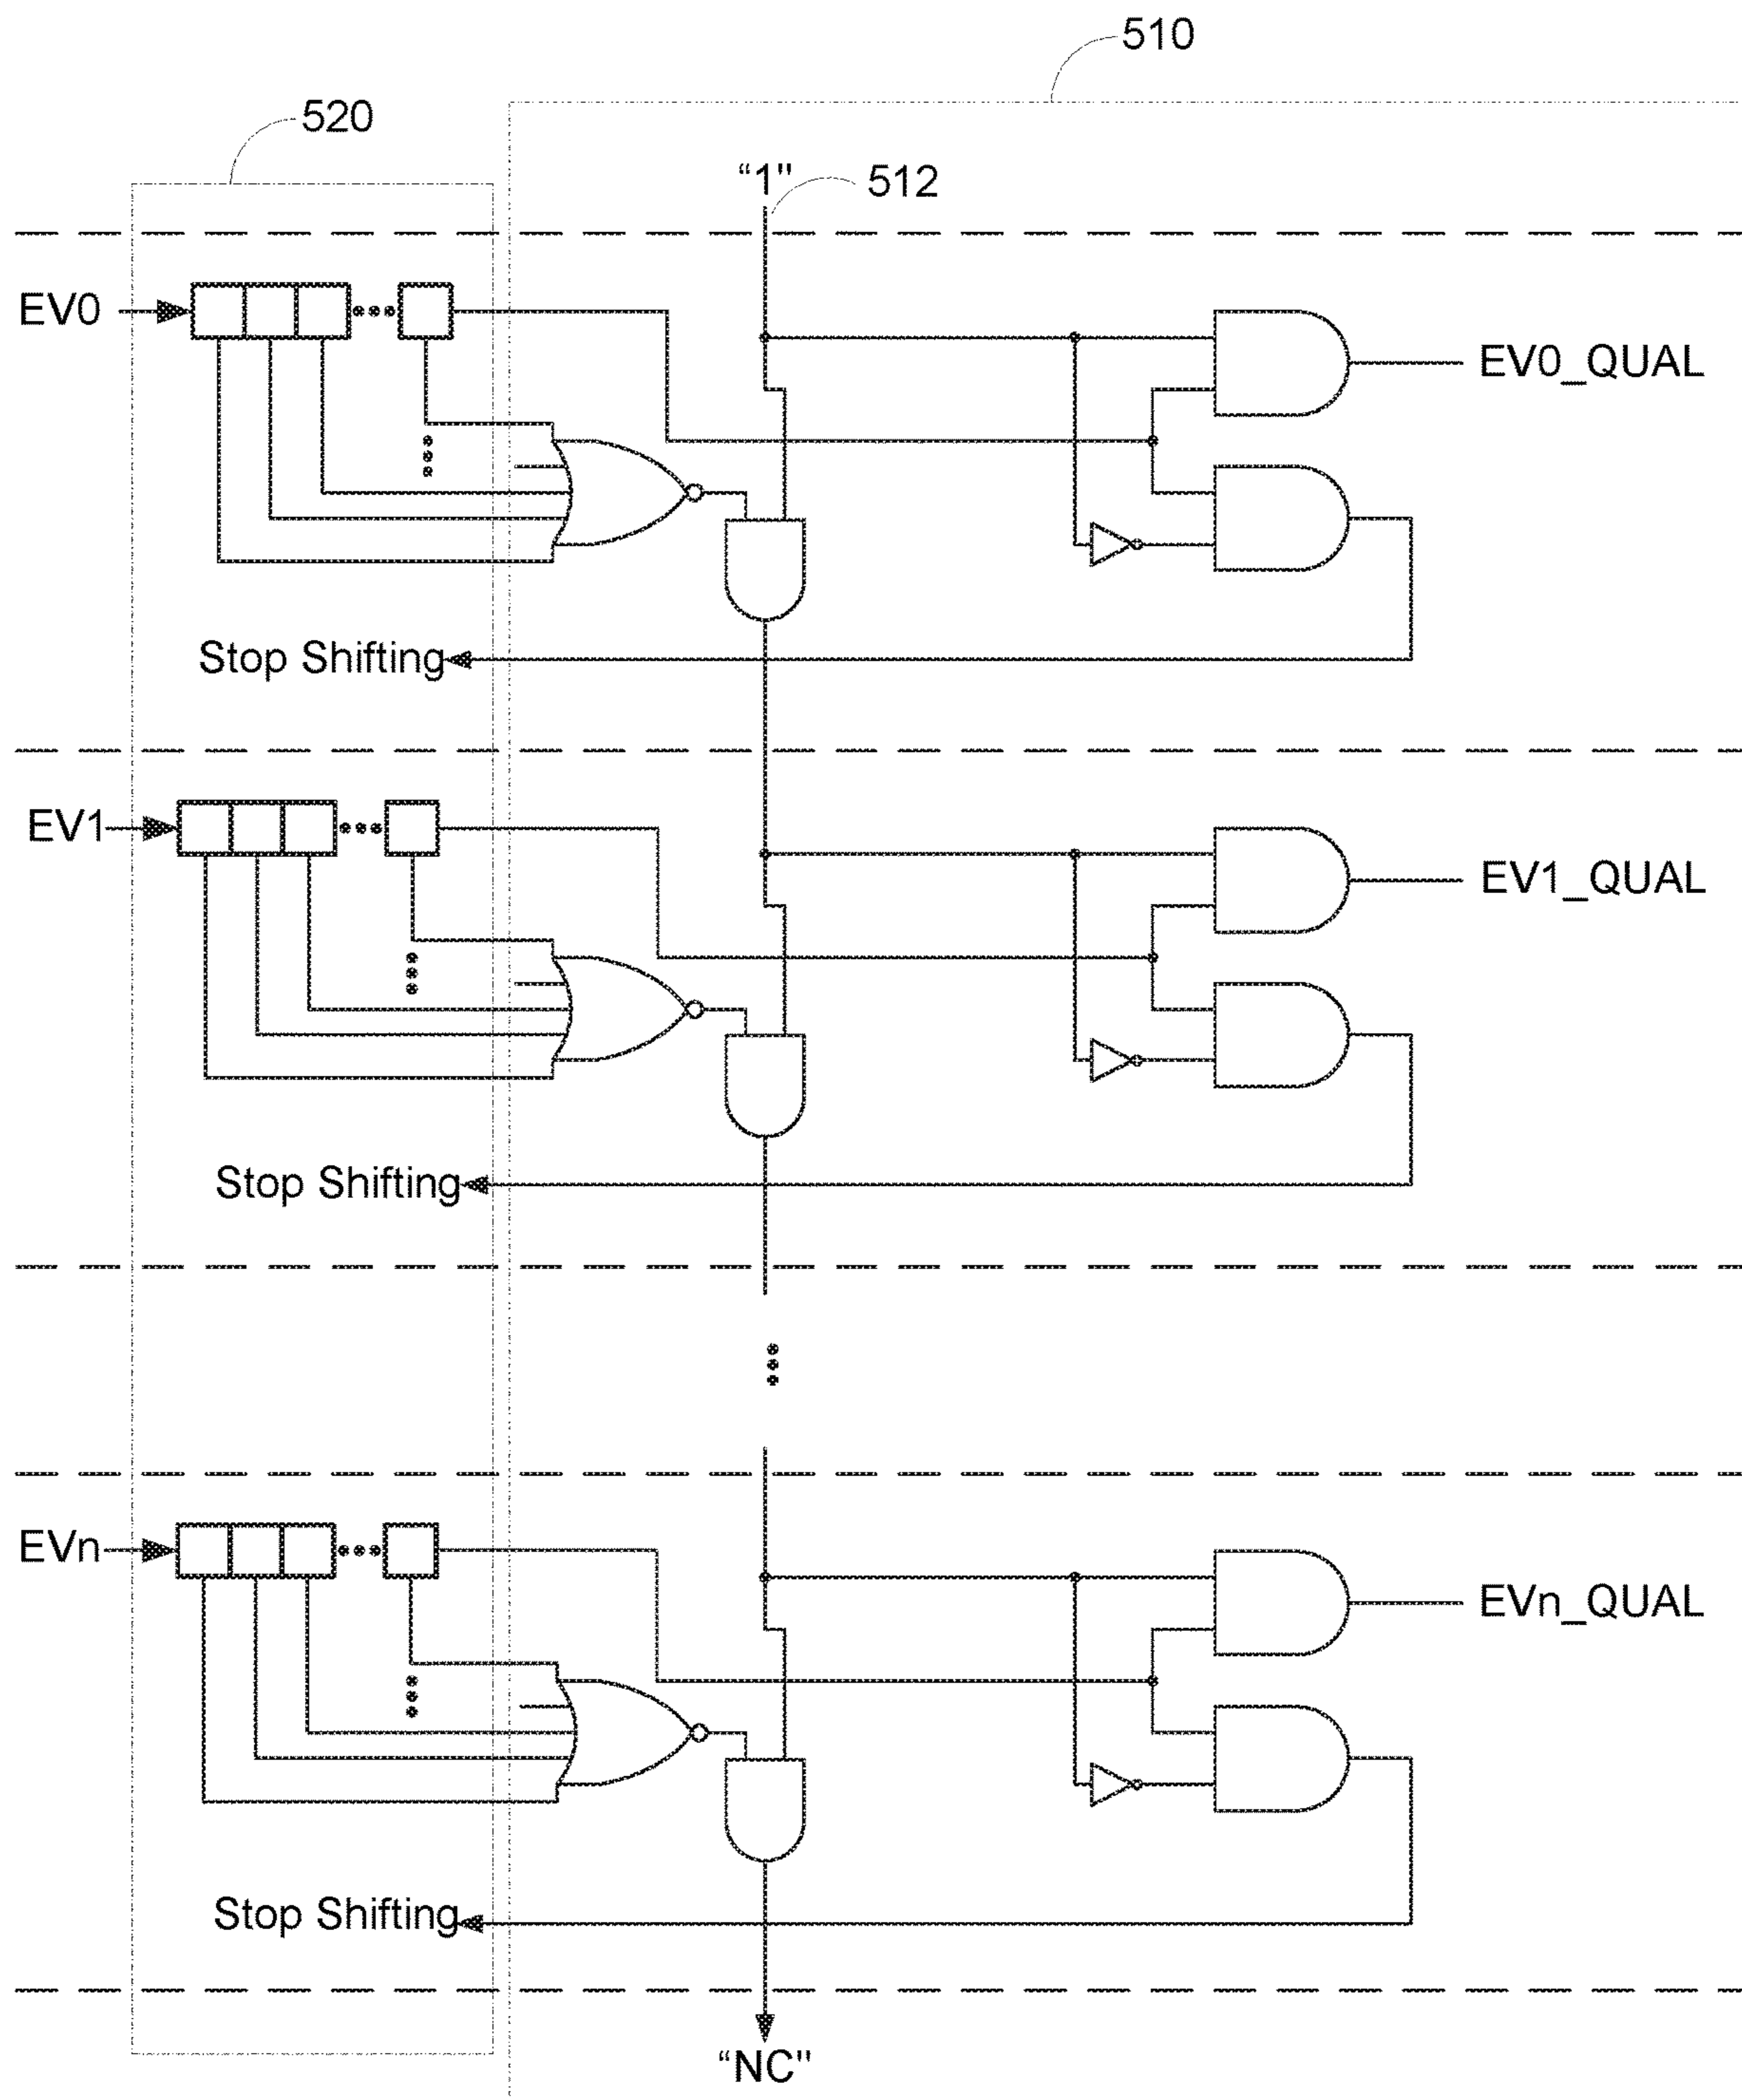 510
520
“1"
512
EV0
EV0_QUAL
Stop Shifting
EV1
EV1_QUAL
Stop Shifting
EVn
EVn_QUAL
Stop Shifting
“NC"